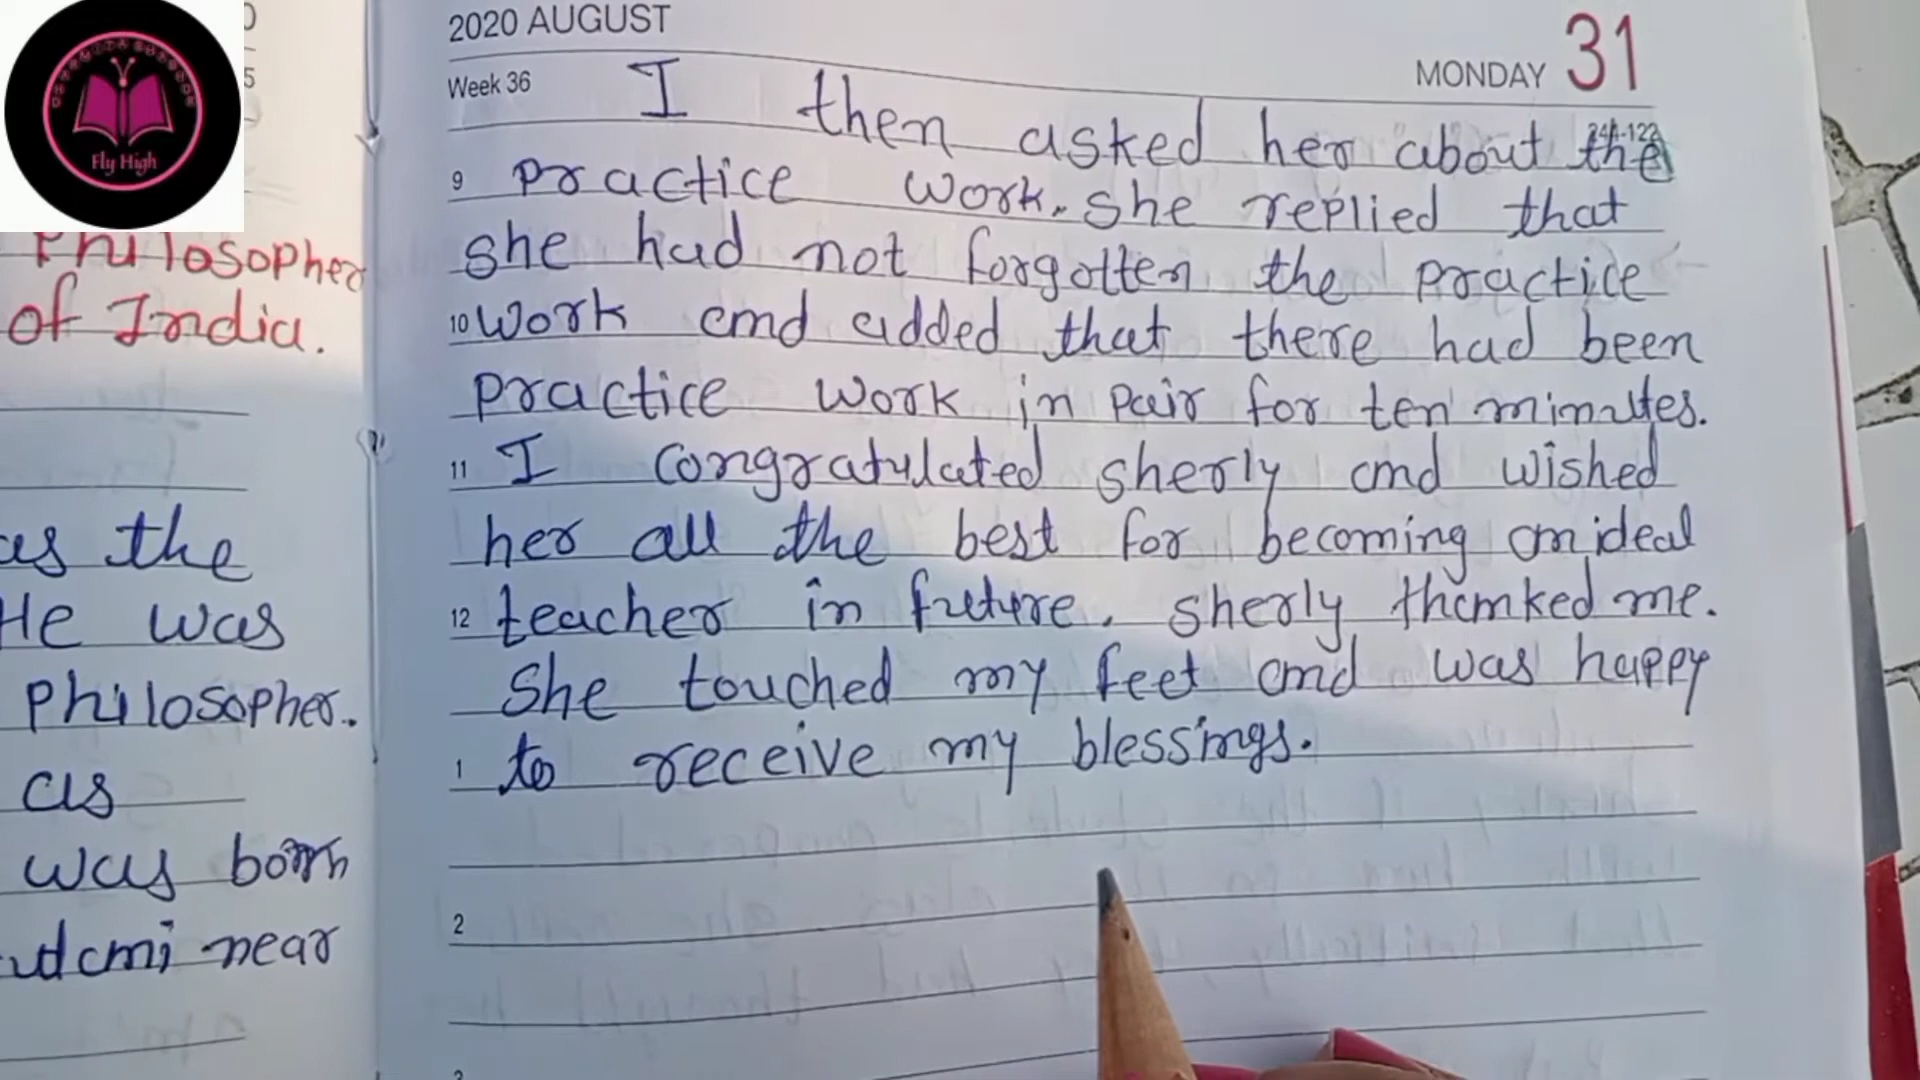 Fly High
Philosopher
of India.
as the
He was
Philosopher.
as
was born
near
2020 AUGUST
MONDAY 31
Week 36
244-122
I then asked her about the
9 practice work. she replied that
she had not forgotten the practice
10 work and added that there had been
practice work in pair for ten minutes.
11 I congratulated sherly and wished
her all the best for becoming an ideal
12 teacher in future. sherly thanked me.
She touched my feet and was happy
1 to receive my blessings.
2
3